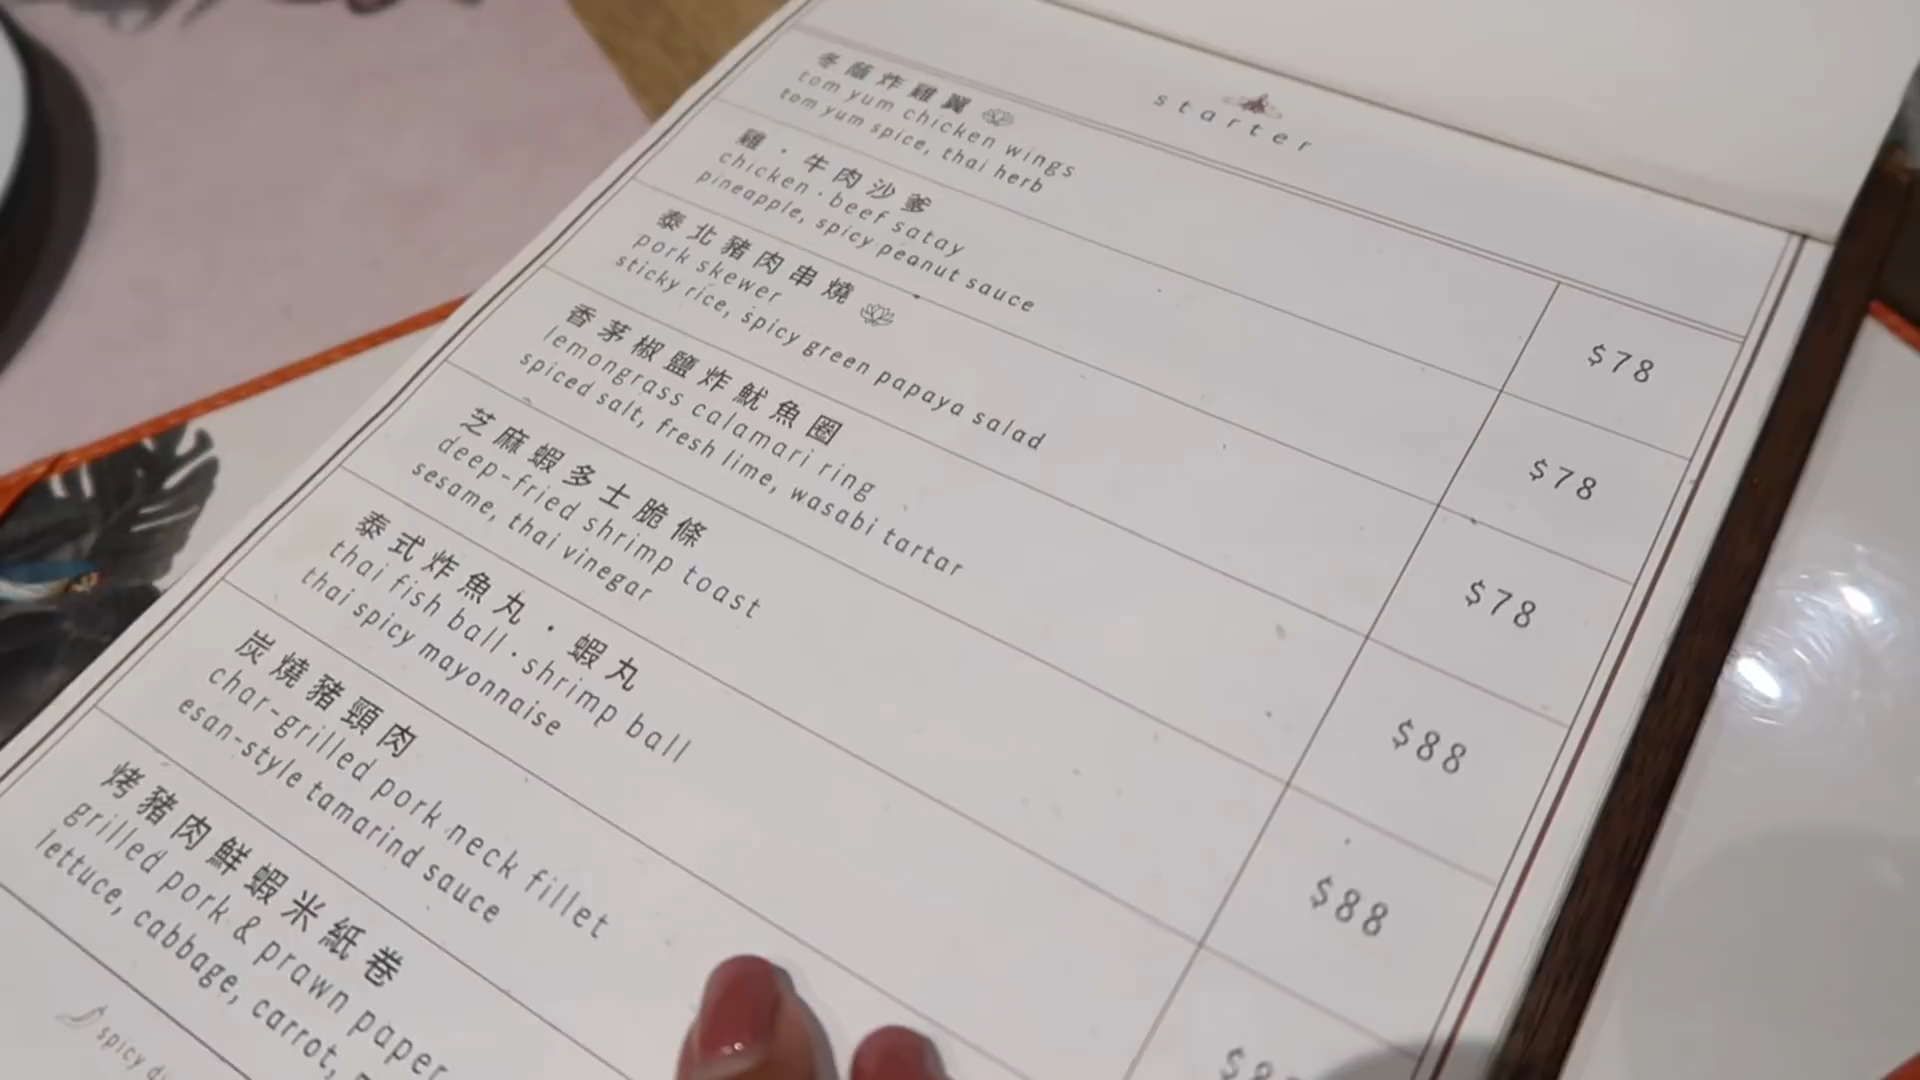 starter
冬蔭炸雞翼
tom yum chicken wings
tom yum spice, thai herb
$78
雞・牛肉沙爹
chicken・beef satay
pineapple, spicy peanut sauce
$78
泰北豬肉串燒
pork skewer
sticky rice, spicy green papaya salad
$78
香茅椒鹽炸魷魚圈
lemongrass calamari ring
spiced salt, fresh lime, wasabi tartar
$88
芝麻蝦多士脆條
deep-fried shrimp toast
sesame, thai vinegar
$88
泰式炸魚丸・蝦丸
thai fish ball・shrimp ball
thai spicy mayonnaise
炭燒豬頸肉
char-grilled pork neck fillet
esan-style tamarind sauce
烤豬肉鮮蝦米紙卷
grilled pork & prawn paper
lettuce, cabbage, carrot,
spicy